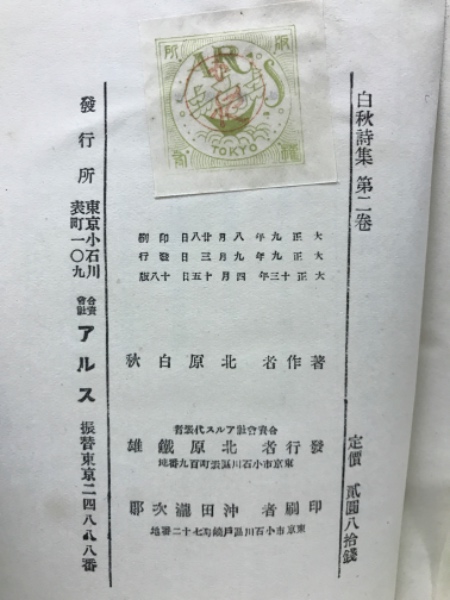 白秋詩集 第二卷
定價 貳圓八拾錢
ARS
TOKYO
大正九年八月廿八日印刷
大正九年九月三日發行
大正十三年四月十五日十八版
著作者 北原白秋
合資會社アルス代表者
發行者 北原鐵雄
東京市小石川區表町百九番地
印刷者 沖田瀧次郎
東京市小石川區戶崎町七十二番地
發行所 東京小石川表町一〇九 合資會社 アルス 振替東京二四八八八番